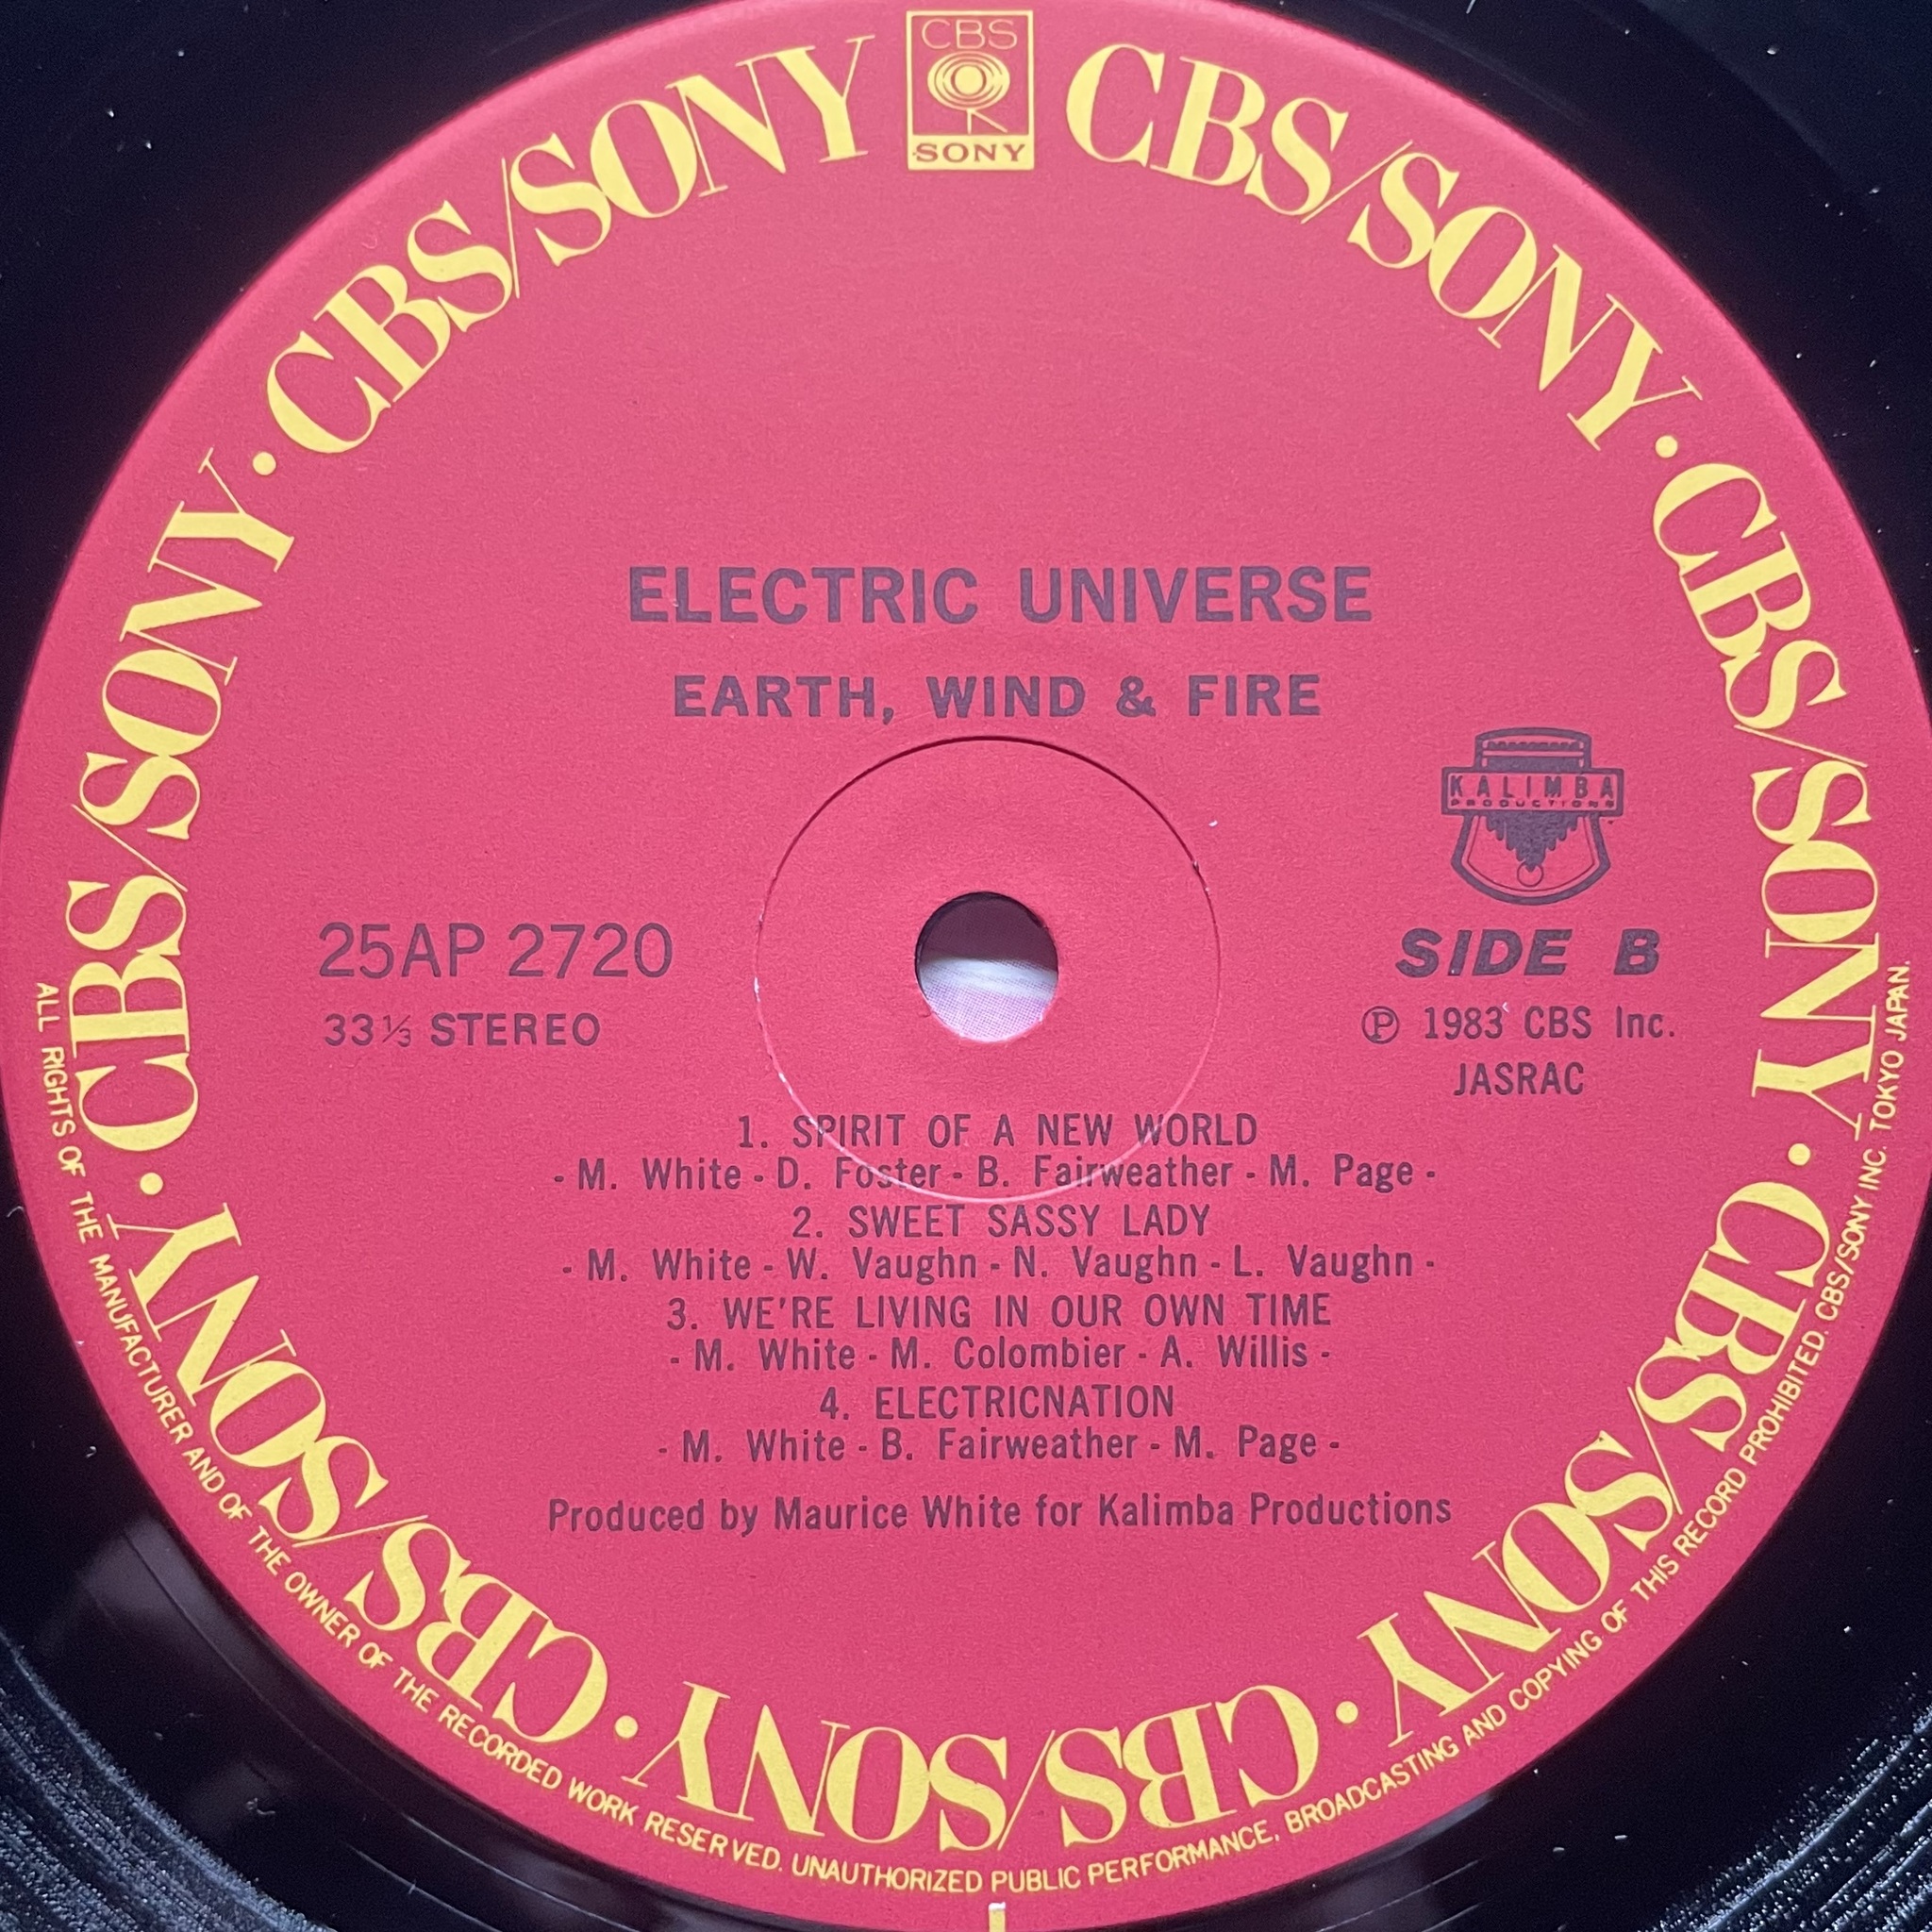 CBS
SONY
CBS/SONY · CBS/SONY · CBS/SONY · CBS/SONY · CBS/SONY · CBS/SONY · CBS/SONY
ELECTRIC UNIVERSE
EARTH, WIND & FIRE
KALIMBA
PRODUCTIONS
25AP 2720
SIDE B
33⅓ STEREO
Ⓟ 1983 CBS Inc.
JASRAC
1. SPIRIT OF A NEW WORLD
- M. White - D. Foster - B. Fairweather - M. Page -
2. SWEET SASSY LADY
- M. White - W. Vaughn - N. Vaughn - L. Vaughn -
3. WE'RE LIVING IN OUR OWN TIME
- M. White - M. Colombier - A. Willis -
4. ELECTRICNATION
- M. White - B. Fairweather - M. Page -
Produced by Maurice White for Kalimba Productions
ALL RIGHTS OF THE MANUFACTURER AND OF THE OWNER OF THE RECORDED WORK RESERVED. UNAUTHORIZED PUBLIC PERFORMANCE, BROADCASTING AND COPYING OF THIS RECORD PROHIBITED. CBS/SONY INC. TOKYO JAPAN.